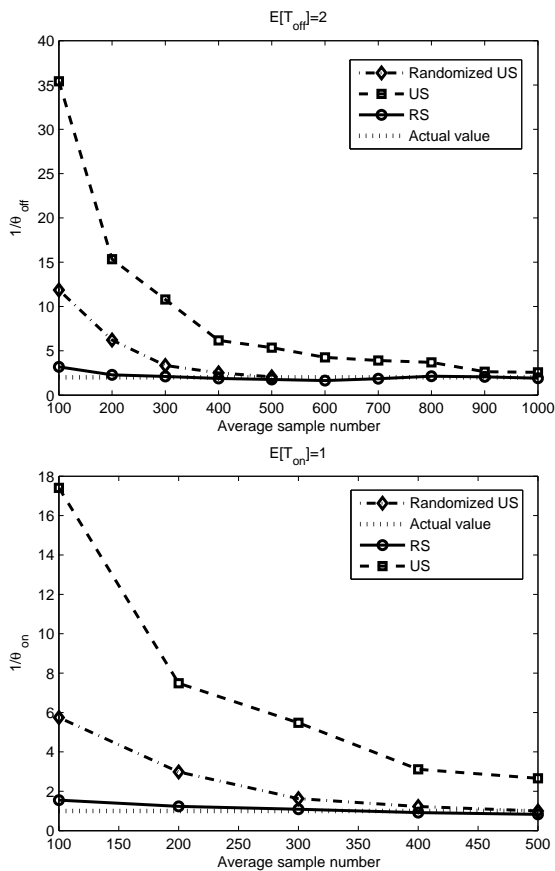 E[T_off]=2
40
35
30
25
20
15
10
5
0
1/θ_off
Randomized US
US
RS
Actual value
100 200 300 400 500 600 700 800 900 1000
Average sample number
E[T_on]=1
18
16
14
12
10
8
6
4
2
0
1/θ_on
Randomized US
Actual value
RS
US
100 150 200 250 300 350 400 450 500
Average sample number